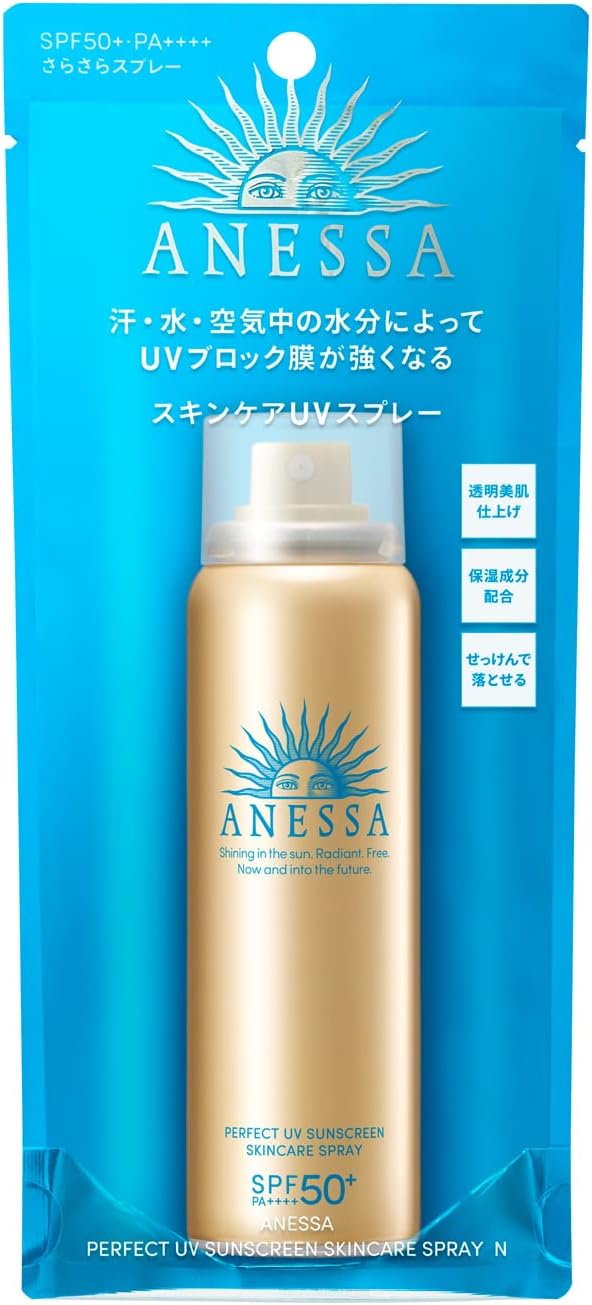 SPF50+・PA++++
さらさらスプレー
ANESSA
汗・水・空気中の水分によって
UVブロック膜が強くなる
スキンケアUVスプレー
透明美肌
仕上げ
保湿成分
配合
せっけんで
落とせる
ANESSA
Shining in the sun. Radiant. Free.
Now and into the future.
PERFECT UV SUNSCREEN
SKINCARE SPRAY
SPF50+
PA++++
ANESSA
PERFECT UV SUNSCREEN SKINCARE SPRAY N